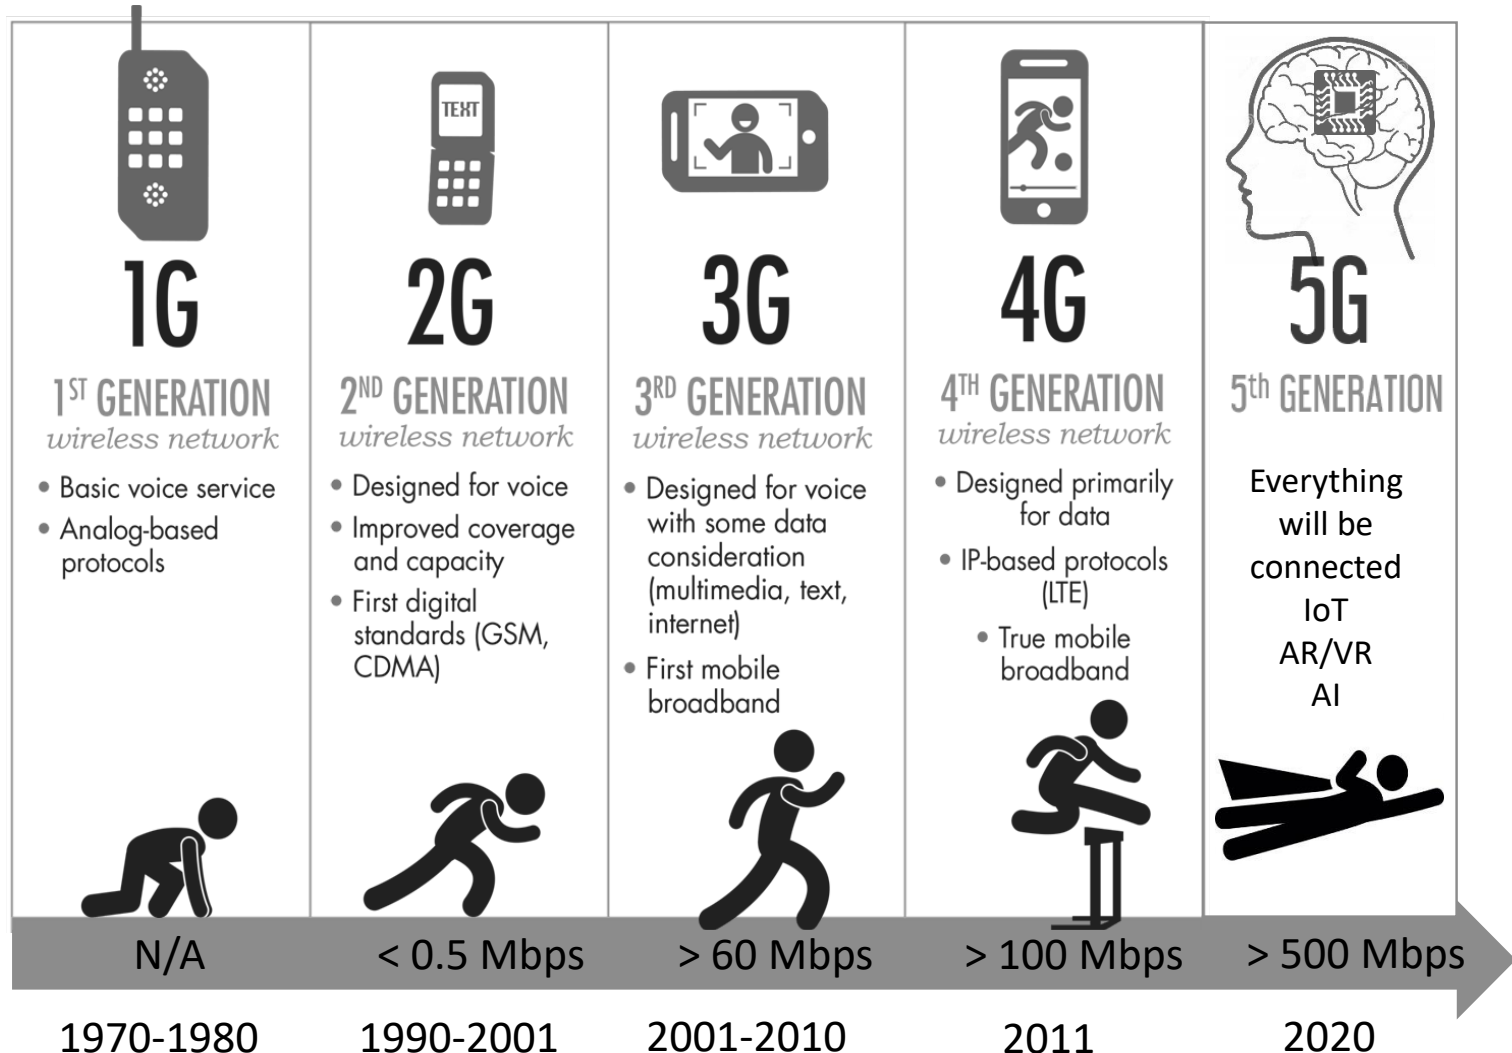 TEXT
1G
1ST GENERATION
wireless network
• Basic voice service
• Analog-based
protocols
N/A
1970-1980
2G
2ND GENERATION
wireless network
• Designed for voice
• Improved coverage
and capacity
• First digital
standards (GSM,
CDMA)
< 0.5 Mbps
1990-2001
3G
3RD GENERATION
wireless network
• Designed for voice
with some data
consideration
(multimedia, text,
internet)
• First mobile
broadband
> 60 Mbps
2001-2010
4G
4TH GENERATION
wireless network
• Designed primarily
for data
• IP-based protocols
(LTE)
• True mobile
broadband
> 100 Mbps
2011
5G
5th GENERATION
Everything
will be
connected
IoT
AR/VR
AI
> 500 Mbps
2020